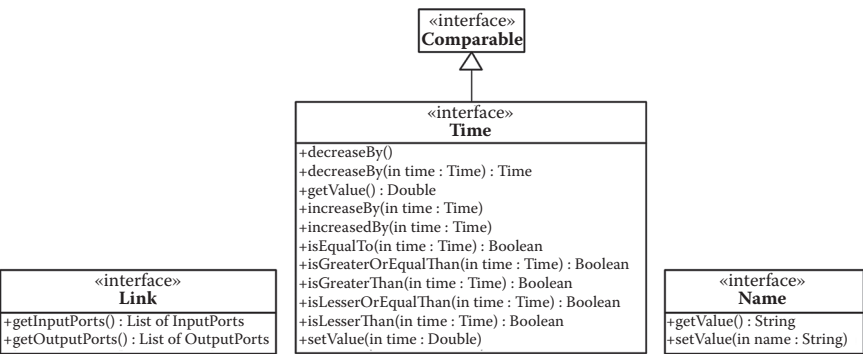 «interface»
Comparable
«interface»
Time
+decreaseBy()
+decreaseBy(in time : Time) : Time
+getValue() : Double
+increaseBy(in time : Time)
+increasedBy(in time : Time)
+isEqualTo(in time : Time) : Boolean
+isGreaterOrEqualThan(in time : Time) : Boolean
+isGreaterThan(in time : Time) : Boolean
+isLesserOrEqualThan(in time : Time) : Boolean
+isLesserThan(in time : Time) : Boolean
+setValue(in time : Double)
«interface»
Link
+getInputPorts() : List of InputPorts
+getOutputPorts() : List of OutputPorts
«interface»
Name
+getValue() : String
+setValue(in name : String)